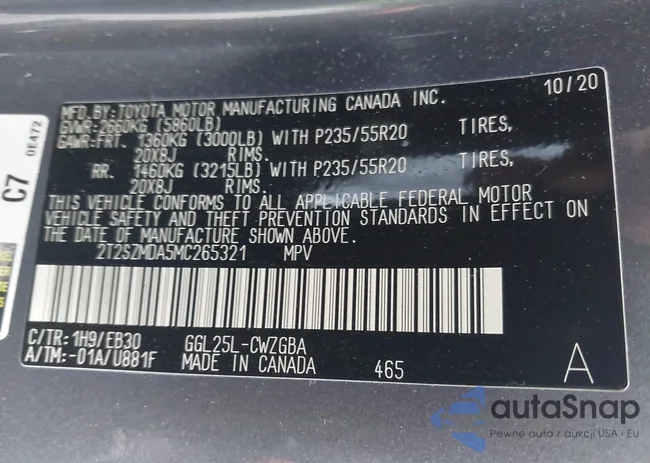 MFD.BY: TOYOTA MOTOR MANUFACTURING CANADA INC. 10/20
GVWR: 2660KG (5860LB)
GAWR:FRT. 1360KG (3000LB) WITH P235/55R20 TIRES,
20X8J RIMS.
RR. 1460KG (3215LB) WITH P235/55R20 TIRES,
20X8J RIMS.
THIS VEHICLE CONFORMS TO ALL APPLICABLE FEDERAL MOTOR
VEHICLE SAFETY AND THEFT PREVENTION STANDARDS IN EFFECT ON
THE DATE OF MANUFACTURE SHOWN ABOVE.
2T2SZMDA5MC265321 MPV
C/TR: 1H9/EB30 GGL25L-CWZGBA
A/TM: -01A/U881F MADE IN CANADA 465 A
C7
0E472
autoSnap
Pewne auta z aukcji USA i EU